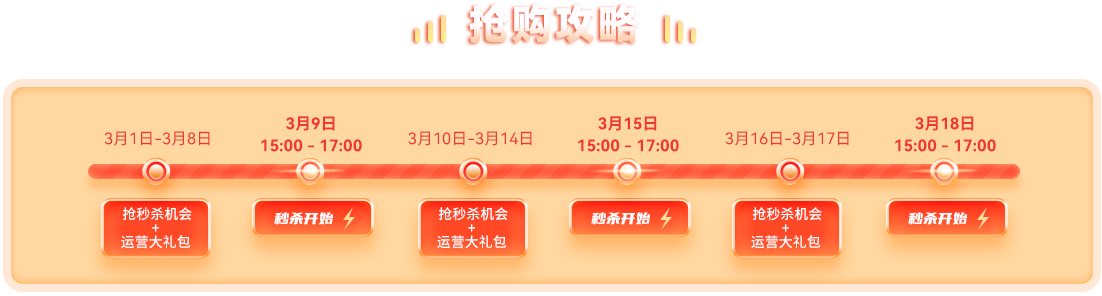 抢购攻略
3月1日-3月8日
抢秒杀机会
+
运营大礼包
3月9日
15:00 - 17:00
秒杀开始
3月10日-3月14日
抢秒杀机会
+
运营大礼包
3月15日
15:00 - 17:00
秒杀开始
3月16日-3月17日
抢秒杀机会
+
运营大礼包
3月18日
15:00 - 17:00
秒杀开始